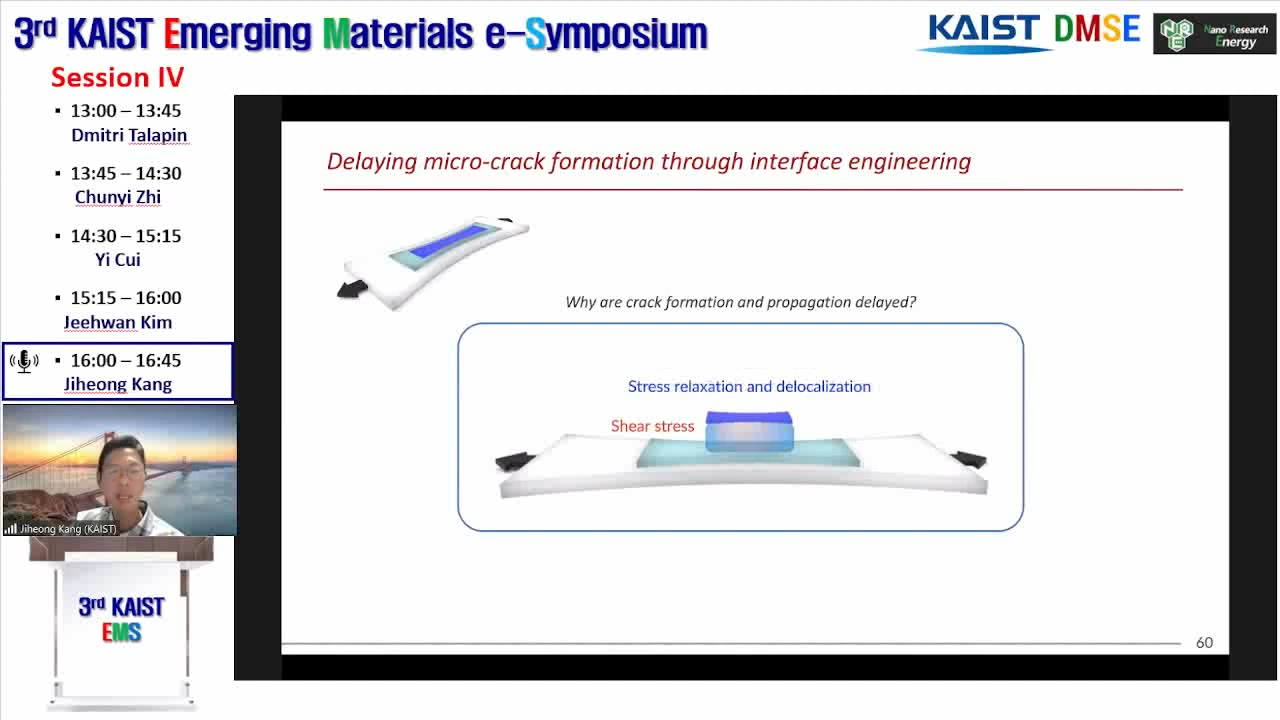 3rd KAIST Emerging Materials e-Symposium
KAIST DMSE
Nano Research
Energy
NRE
Session IV
▪ 13:00 – 13:45
Dmitri Talapin
▪ 13:45 – 14:30
Chunyi Zhi
▪ 14:30 – 15:15
Yi Cui
▪ 15:15 – 16:00
Jeehwan Kim
▪ 16:00 – 16:45
Jiheong Kang
Jiheong Kang (KAIST)
3rd KAIST
EMS
Delaying micro-crack formation through interface engineering
Why are crack formation and propagation delayed?
Stress relaxation and delocalization
Shear stress
60